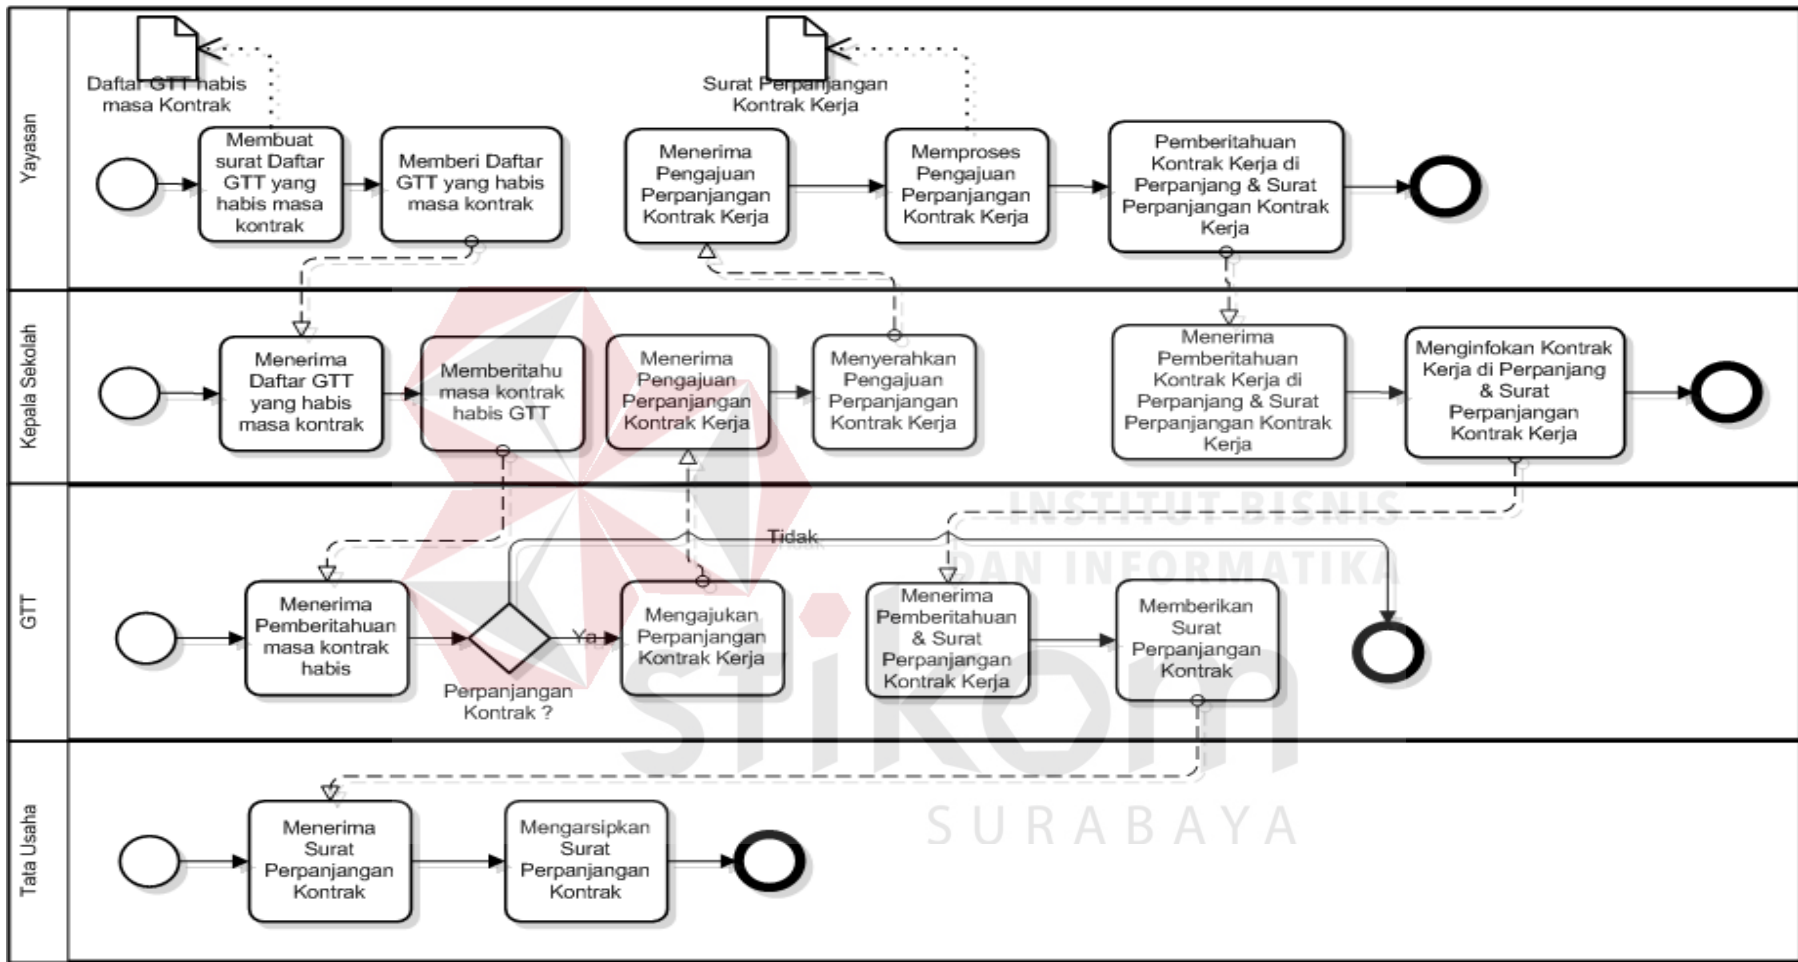 Yayasan
Daftar GTT habis
masa Kontrak
Surat Perpanjangan
Kontrak Kerja
Membuat
surat Daftar
GTT yang
habis masa
kontrak
Memberi Daftar
GTT yang habis
masa kontrak
Menerima
Pengajuan
Perpanjangan
Kontrak Kerja
Memproses
Pengajuan
Perpanjangan
Kontrak Kerja
Pemberitahuan
Kontrak Kerja di
Perpanjang & Surat
Perpanjangan Kontrak
Kerja
Kepala Sekolah
Menerima
Daftar GTT
yang habis
masa kontrak
Memberitahu
masa kontrak
habis GTT
Menerima
Pengajuan
Perpanjangan
Kontrak Kerja
Menyerahkan
Pengajuan
Perpanjangan
Kontrak Kerja
Menerima
Pemberitahuan
Kontrak Kerja di
Perpanjang & Surat
Perpanjangan Kontrak
Kerja
Menginfokan Kontrak
Kerja di Perpanjang
& Surat
Perpanjangan
Kontrak Kerja
GTT
Menerima
Pemberitahuan
masa kontrak
habis
Perpanjangan
Kontrak ?
Ya
Tidak
Mengajukan
Perpanjangan
Kontrak Kerja
Menerima
Pemberitahuan
& Surat
Perpanjangan
Kontrak Kerja
Memberikan
Surat
Perpanjangan
Kontrak
Tata Usaha
Menerima
Surat
Perpanjangan
Kontrak
Mengarsipkan
Surat
Perpanjangan
Kontrak
INSTITUT BISNIS
DAN INFORMATIKA
stikom
SURABAYA